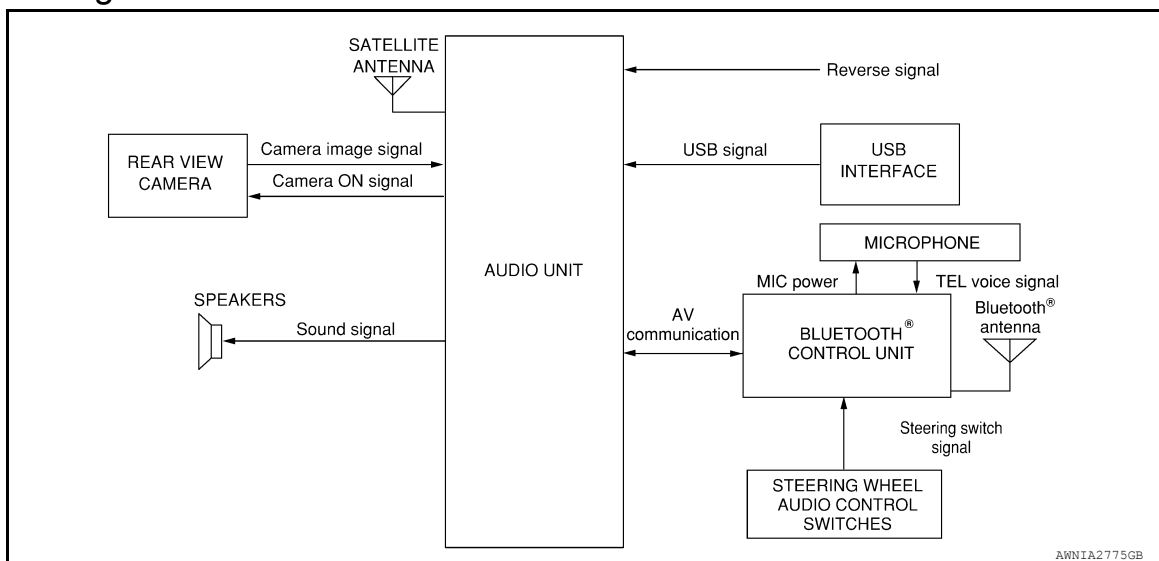 SATELLITE
ANTENNA
Reverse signal
REAR VIEW
CAMERA
Camera image signal
Camera ON signal
USB signal
USB
INTERFACE
AUDIO UNIT
MICROPHONE
MIC power
TEL voice signal
SPEAKERS
Sound signal
AV
communication
BLUETOOTH®
CONTROL UNIT
Bluetooth®
antenna
Steering switch
signal
STEERING WHEEL
AUDIO CONTROL
SWITCHES
AWNIA2775GB